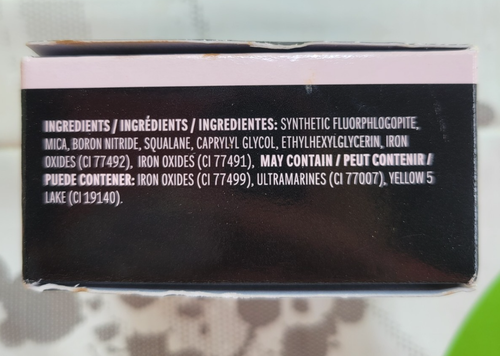 INGREDIENTS / INGRÉDIENTS / INGREDIENTES: SYNTHETIC FLUORPHLOGOPITE,
MICA, BORON NITRIDE, SQUALANE, CAPRYLYL GLYCOL, ETHYLHEXYLGLYCERIN, IRON
OXIDES (CI 77492), IRON OXIDES (CI 77491), MAY CONTAIN / PEUT CONTENIR /
PUEDE CONTENER: IRON OXIDES (CI 77499), ULTRAMARINES (CI 77007), YELLOW 5
LAKE (CI 19140).